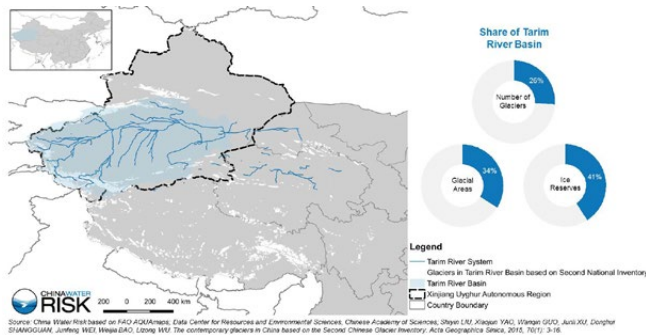 Share of Tarim
River Basin
26%
Number of
Glaciers
34%
Glacial
Areas
41%
Ice
Reserves
Legend
Tarim River System
Glaciers in Tarim River Basin based on Second National Inventory
Tarim River Basin
Xinjiang Uyghur Autonomous Region
Country Boundary
CHINA WATER
RISK
200 0 200 400 km
Source: China Water Risk based on FAO AQUAmaps, Data Center for Resources and Environmental Sciences, Chinese Academy of Sciences, Shiyin LIU, Xiaojun YAO, Wanqin GUO, Junli XU, Donghui
SHANGGUAN, Junfeng WEI, Weijia BAO, Lizong WU. The contemporary glaciers in China based on the Second Chinese Glacier Inventory. Acta Geographica Sinica, 2015, 70(1): 3-16.